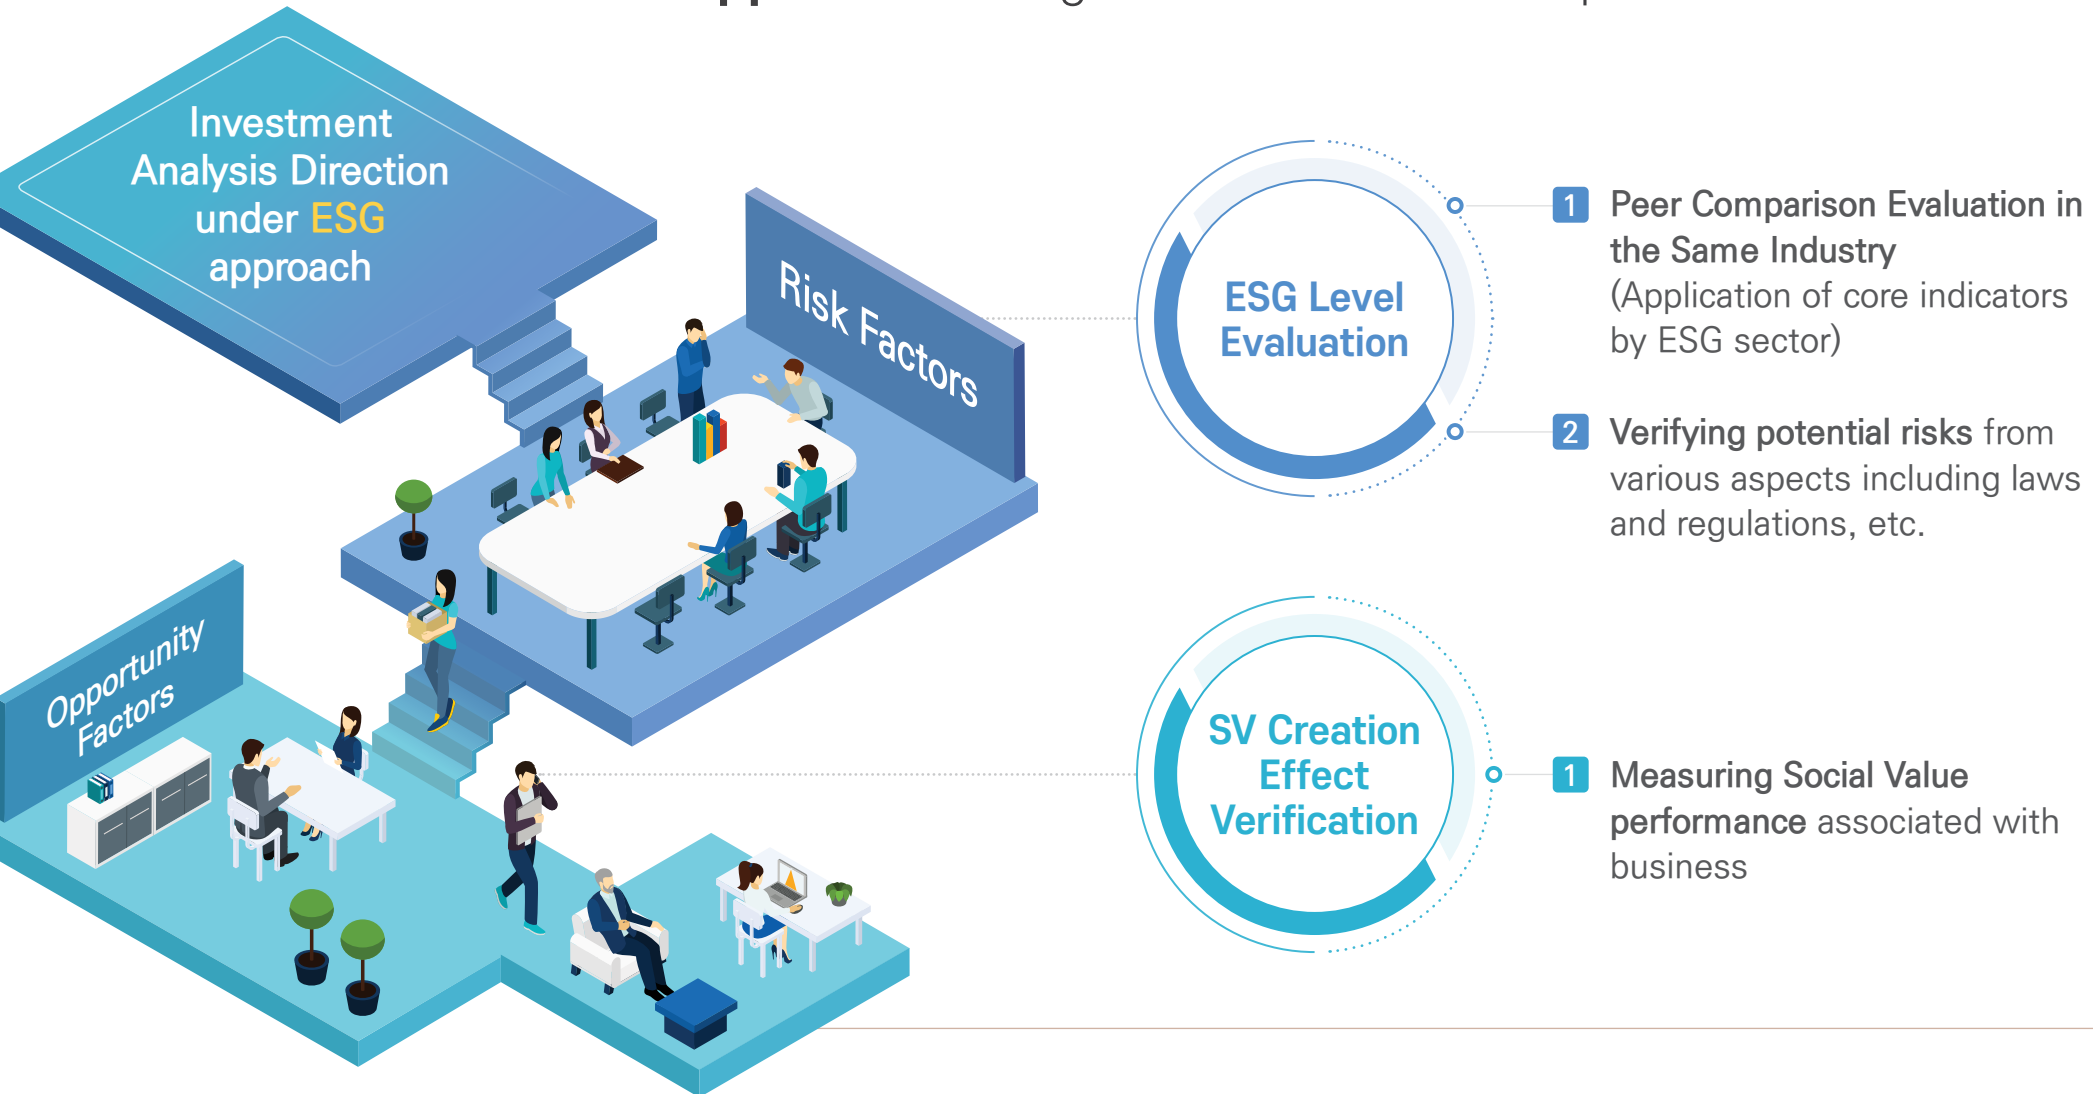 Investment
Analysis Direction
under ESG
approach
Risk Factors
Opportunity
Factors
ESG Level
Evaluation
1 Peer Comparison Evaluation in
the Same Industry
(Application of core indicators
by ESG sector)
2 Verifying potential risks from
various aspects including laws
and regulations, etc.
SV Creation
Effect
Verification
1 Measuring Social Value
performance associated with
business